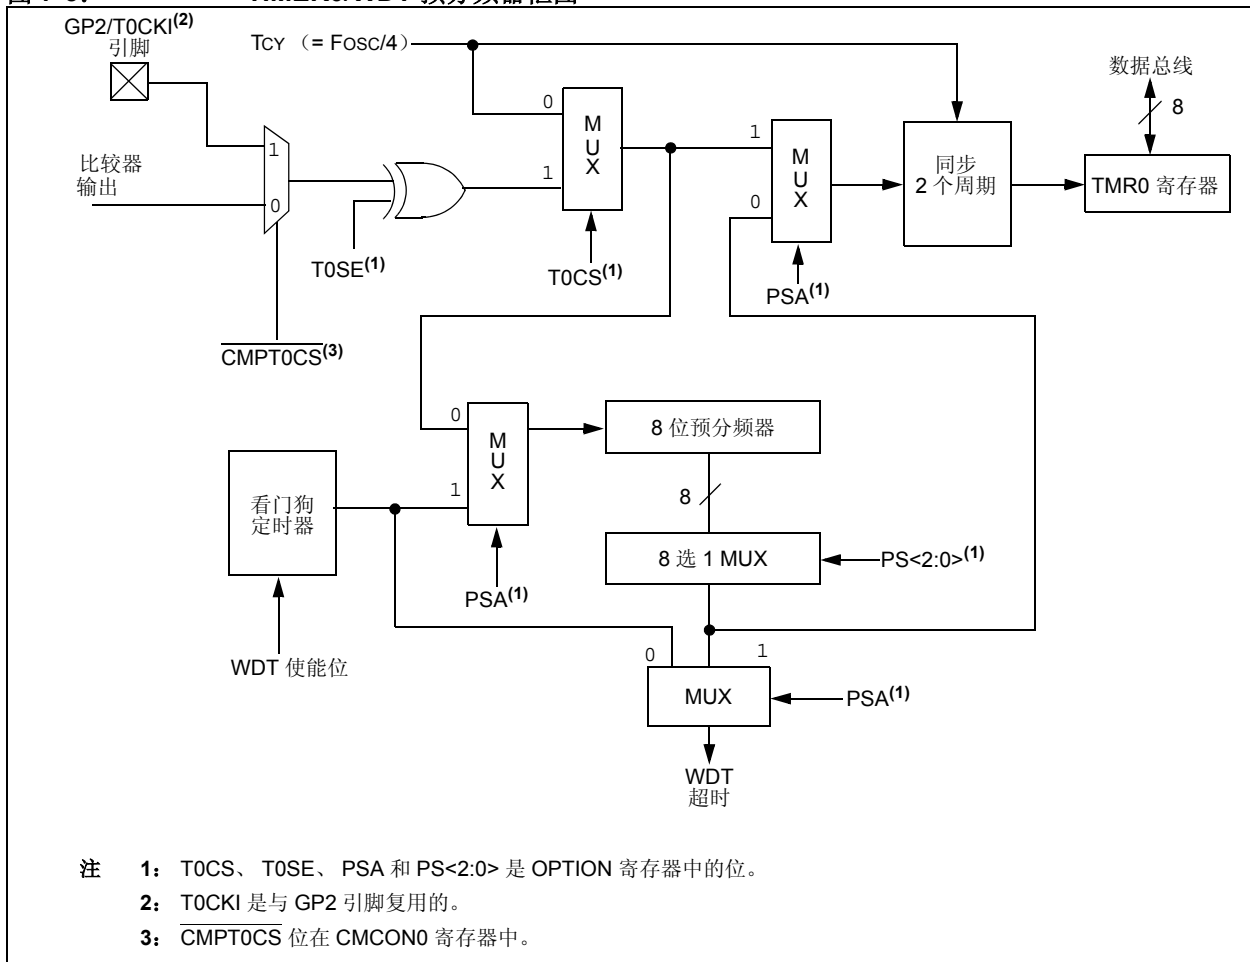 GP2/T0CKI(2)
引脚
TCY （= FOSC/4）
数据总线
8
0
MUX
1
T0CS(1)
1
0
比较器
输出
T0SE(1)
CMPT0CS(3)
1
MUX
0
PSA(1)
同步
2 个周期
TMR0 寄存器
0
MUX
1
PSA(1)
8 位预分频器
8
看门狗
定时器
8 选 1 MUX
PS<2:0>(1)
WDT 使能位
0
1
MUX
PSA(1)
WDT
超时
注 1： T0CS、 T0SE、 PSA 和 PS<2:0> 是 OPTION 寄存器中的位。
2： T0CKI 是与 GP2 引脚复用的。
3： CMPT0CS 位在 CMCON0 寄存器中。